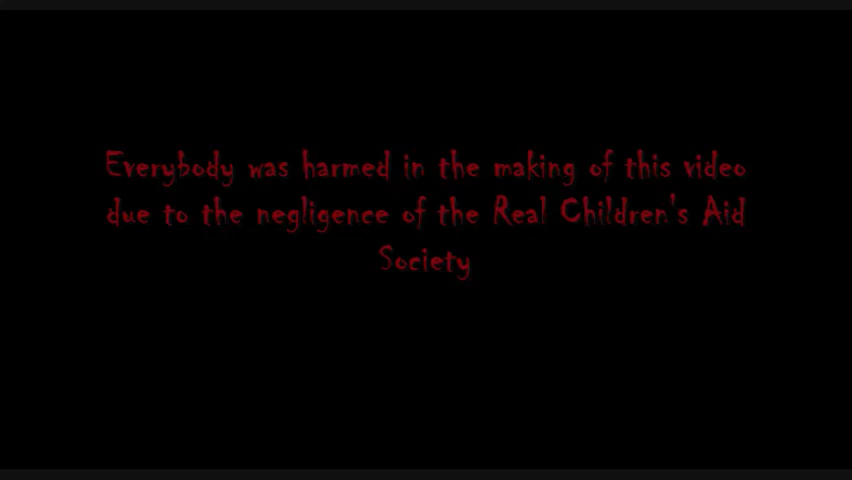 Everybody was harmed in the making of this video
due to the negligence of the Real Children's Aid
Society